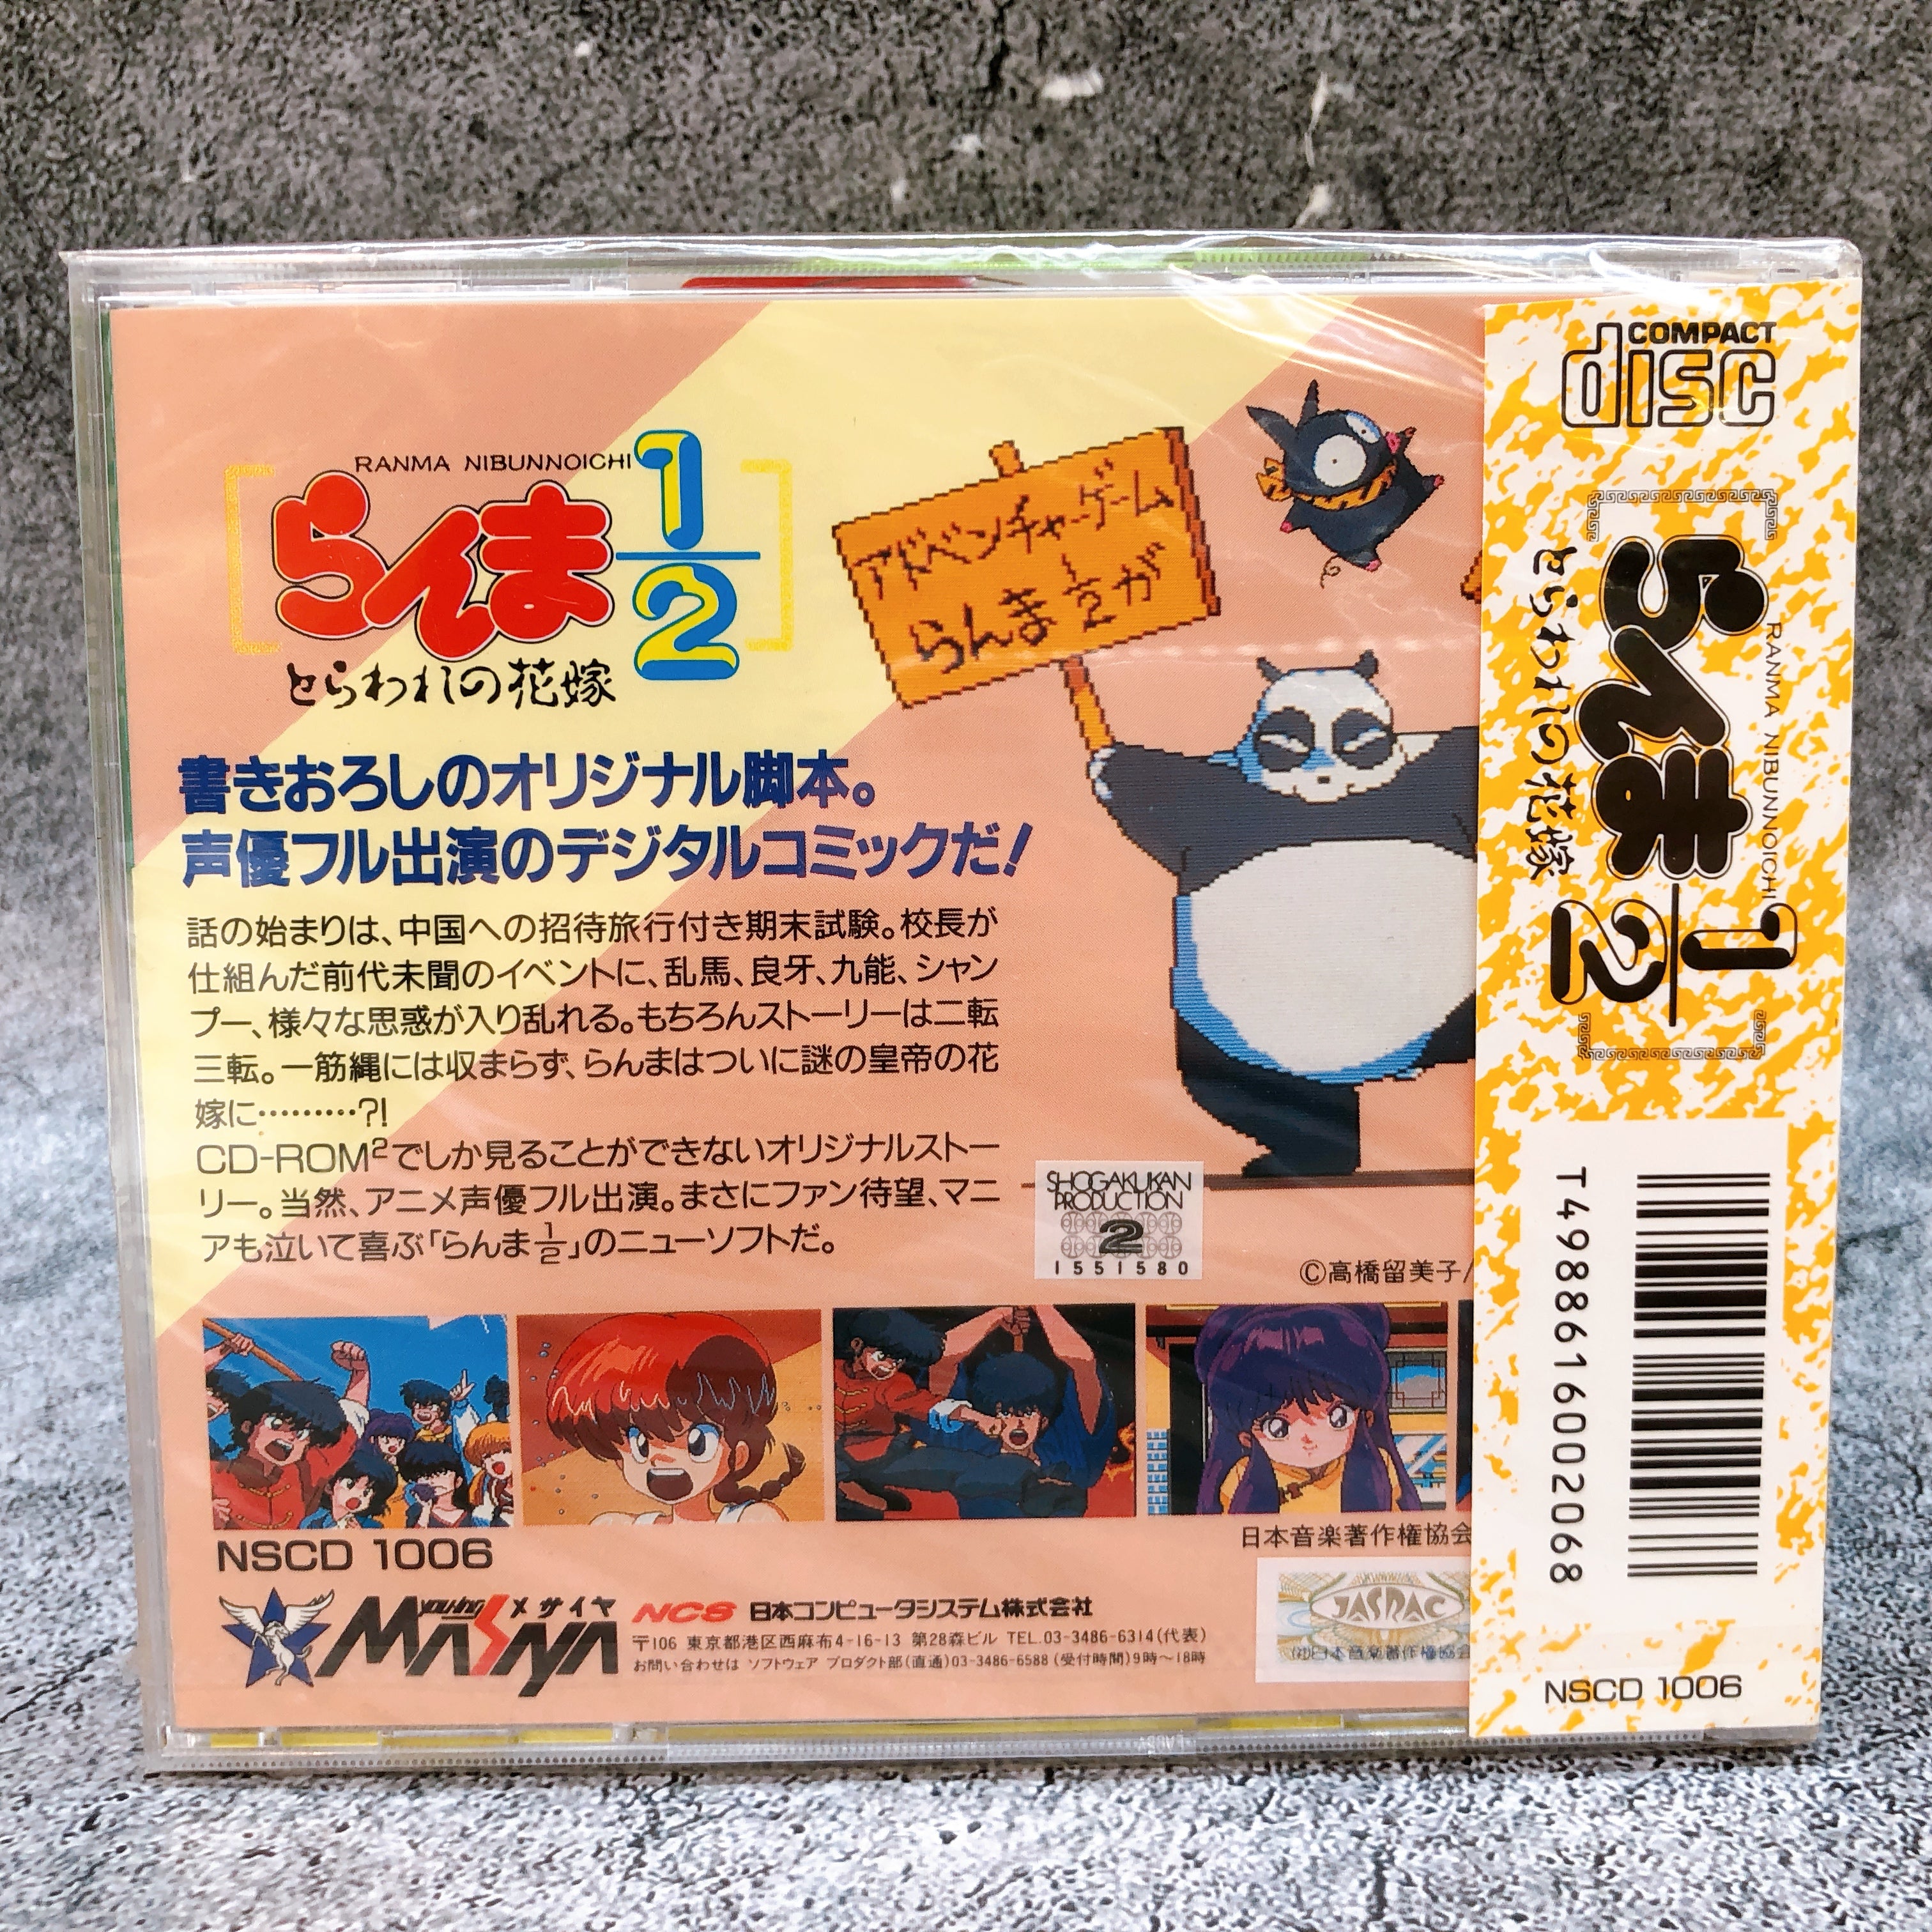 RANMA NIBUNNOICHI
らんま1/2
とらわれの花嫁
アドベンチャーゲーム
らんま1/2が
書きおろしのオリジナル脚本。
声優フル出演のデジタルコミックだ!
話の始まりは、中国への招待旅行付き期末試験。校長が
仕組んだ前代未聞のイベントに、乱馬、良牙、九能、シャン
プー、様々な思惑が入り乱れる。もちろんストーリーは二転
三転。一筋縄には収まらず、らんまはついに謎の皇帝の花
嫁に………?!
CD-ROM²でしか見ることができないオリジナルストー
リー。当然、アニメ声優フル出演。まさにファン待望、マニ
アも泣いて喜ぶ「らんま1/2」のニューソフトだ。
SHOGAKUKAN
PRODUCTION
2
1551580
©高橋留美子/
NSCD 1006
日本音楽著作権協会
JASRAC
日本音楽著作権協会
MASAYA
メサイヤ
NCS 日本コンピュータシステム株式会社
〒106 東京都港区西麻布4-16-13 第28森ビル TEL.03-3486-6314(代表)
お問い合わせは ソフトウェア プロダクト部(直通)03-3486-6588(受付時間)9時～18時
COMPACT
disc
RANMA NIBUNNOICHI
らんま1/2
とらわれの花嫁
T4988616002068
NSCD 1006